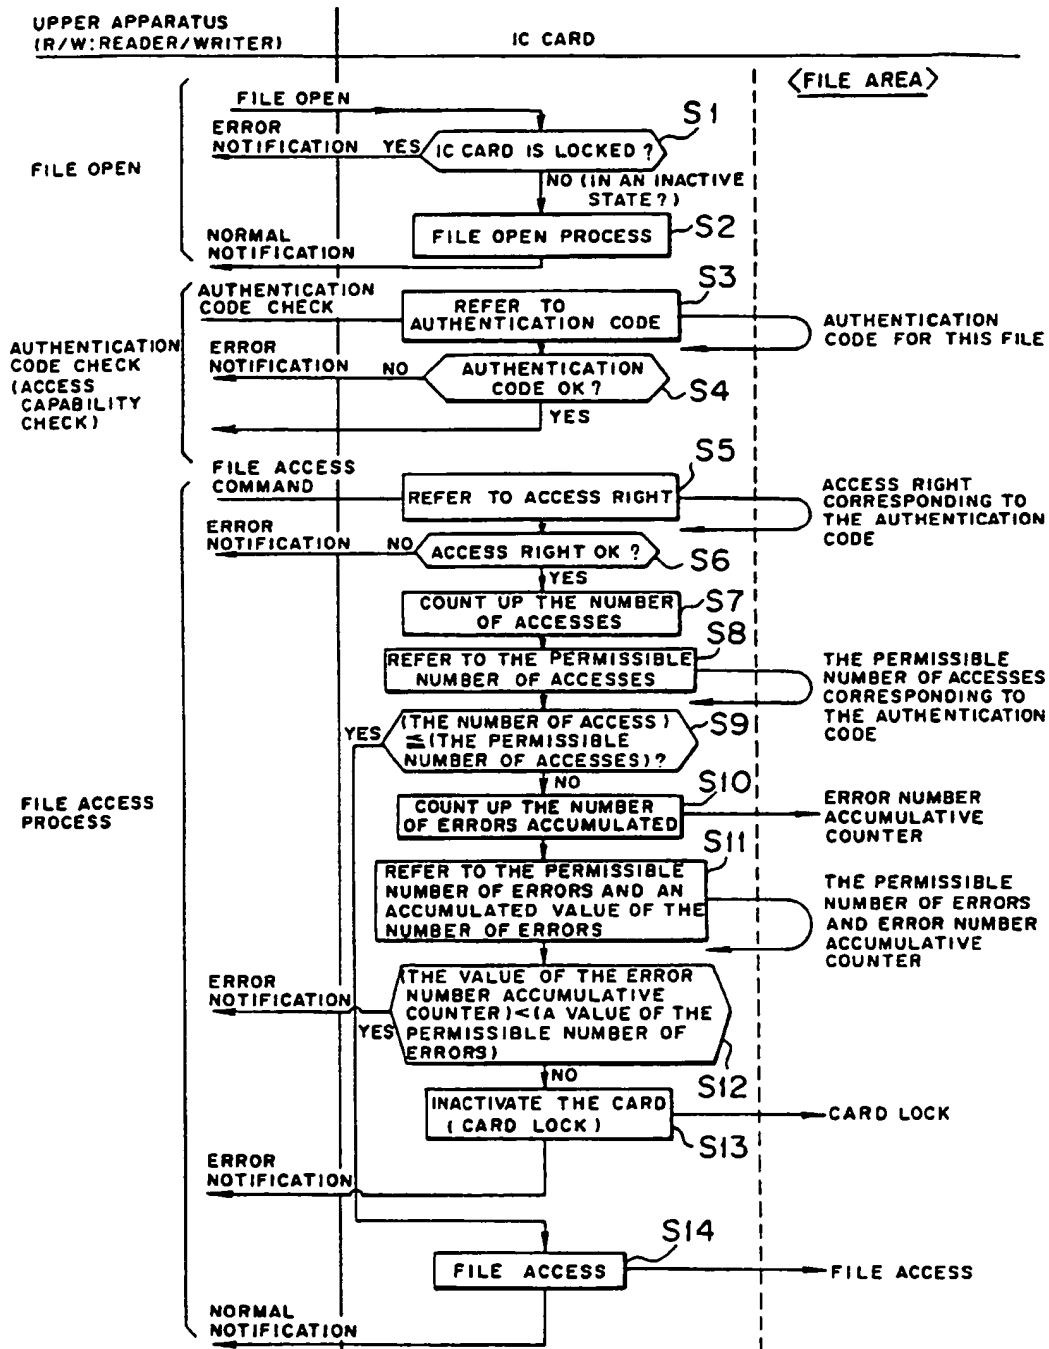 UPPER APPARATUS
(R/W:READER/WRITER)
IC CARD
<FILE AREA>
FILE OPEN
FILE OPEN
ERROR
NOTIFICATION
YES
IC CARD IS LOCKED ?
S1
NO (IN AN INACTIVE
STATE?)
FILE OPEN PROCESS
S2
NORMAL
NOTIFICATION
AUTHENTICATION
CODE CHECK
(ACCESS
CAPABILITY
CHECK)
AUTHENTICATION
CODE CHECK
REFER TO
AUTHENTICATION CODE
S3
AUTHENTICATION
CODE FOR THIS FILE
ERROR
NOTIFICATION
NO
AUTHENTICATION
CODE OK ?
S4
YES
FILE ACCESS
PROCESS
FILE ACCESS
COMMAND
REFER TO ACCESS RIGHT
S5
ACCESS RIGHT
CORRESPONDING TO
THE AUTHENTICATION
CODE
ERROR
NOTIFICATION
NO
ACCESS RIGHT OK ?
S6
YES
COUNT UP THE NUMBER
OF ACCESSES
S7
REFER TO THE PERMISSIBLE
NUMBER OF ACCESSES
S8
THE PERMISSIBLE
NUMBER OF ACCESSES
CORRESPONDING TO
THE AUTHENTICATION
CODE
YES
(THE NUMBER OF ACCESS)
≦(THE PERMISSIBLE
NUMBER OF ACCESSES)?
S9
NO
COUNT UP THE NUMBER
OF ERRORS ACCUMULATED
S10
ERROR NUMBER
ACCUMULATIVE
COUNTER
REFER TO THE PERMISSIBLE
NUMBER OF ERRORS AND AN
ACCUMULATED VALUE OF THE
NUMBER OF ERRORS
S11
THE PERMISSIBLE
NUMBER OF ERRORS
AND ERROR NUMBER
ACCUMULATIVE
COUNTER
ERROR
NOTIFICATION
YES
(THE VALUE OF THE ERROR
NUMBER ACCUMULATIVE
COUNTER)<(A VALUE OF THE
PERMISSIBLE NUMBER OF
ERRORS)
S12
NO
INACTIVATE THE CARD
(CARD LOCK)
S13
CARD LOCK
ERROR
NOTIFICATION
FILE ACCESS
S14
FILE ACCESS
NORMAL
NOTIFICATION